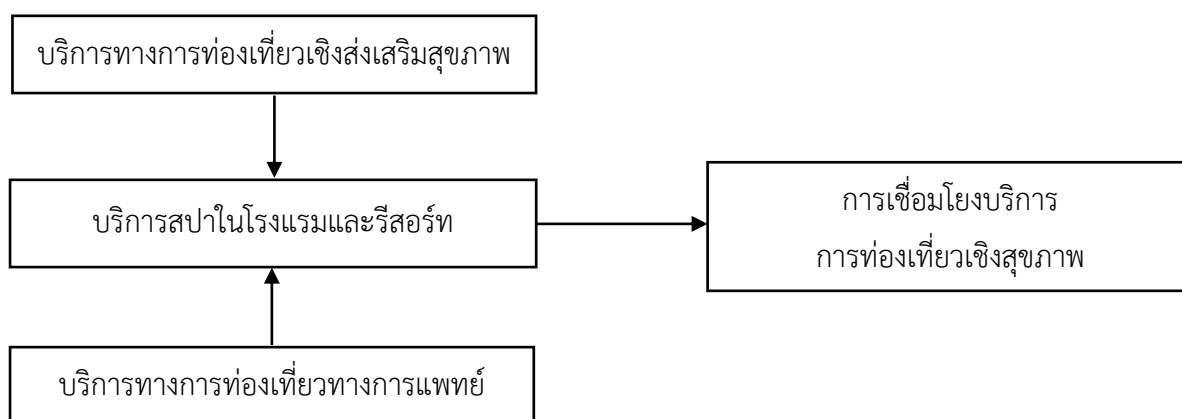 บริการทางการท่องเที่ยวเชิงส่งเสริมสุขภาพ
บริการสปาในโรงแรมและรีสอร์ท
การเชื่อมโยงบริการ
การท่องเที่ยวเชิงสุขภาพ
บริการทางการท่องเที่ยวทางการแพทย์